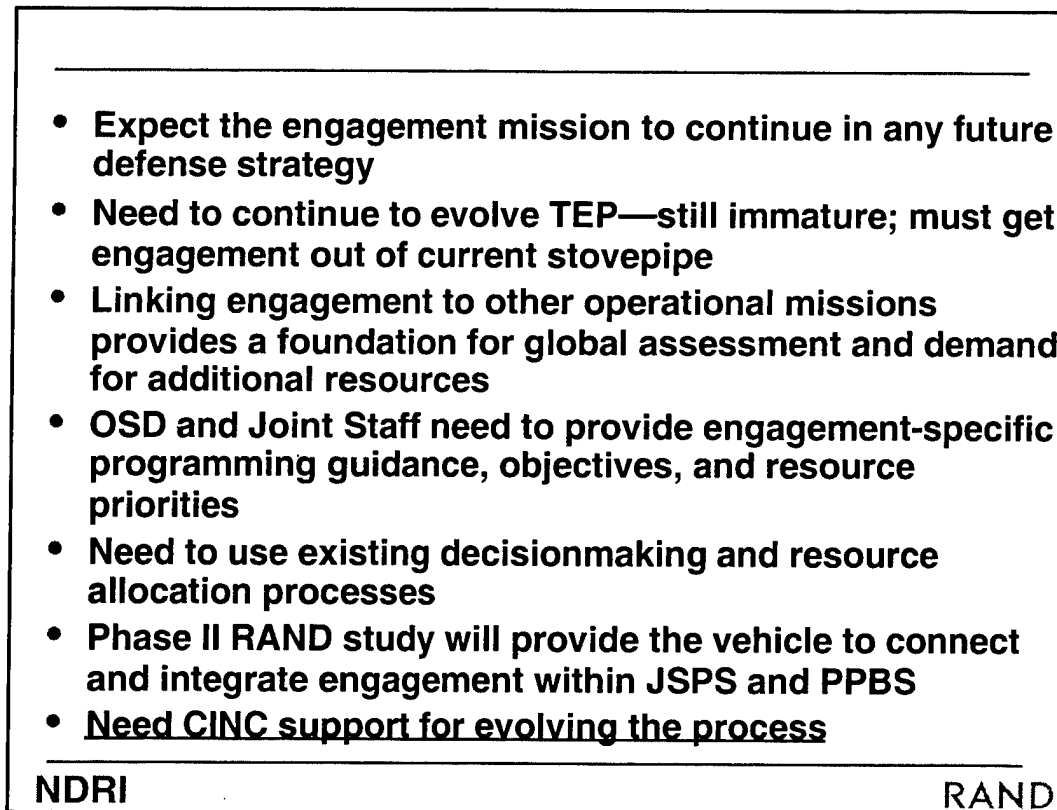 • Expect the engagement mission to continue in any future
defense strategy
• Need to continue to evolve TEP—still immature; must get
engagement out of current stovepipe
• Linking engagement to other operational missions
provides a foundation for global assessment and demand
for additional resources
• OSD and Joint Staff need to provide engagement-specific
programming guidance, objectives, and resource
priorities
• Need to use existing decisionmaking and resource
allocation processes
• Phase II RAND study will provide the vehicle to connect
and integrate engagement within JSPS and PPBS
• Need CINC support for evolving the process
NDRI RAND